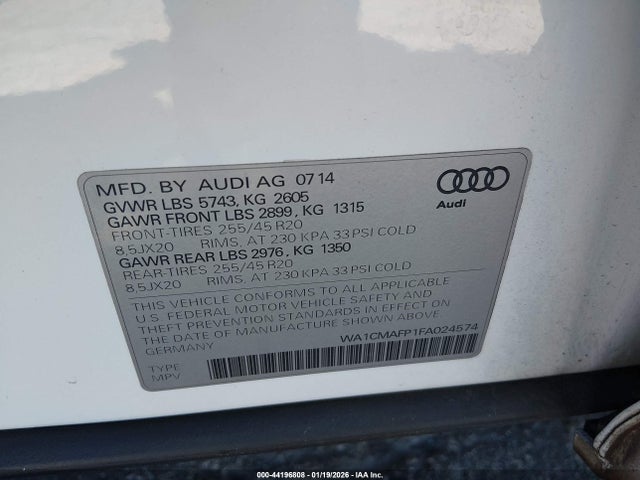 MFD. BY AUDI AG 0714
GVWR LBS 5743, KG 2605
GAWR FRONT LBS 2899, KG 1315
FRONT-TIRES 255/45 R20
8,5JX20 RIMS, AT 230 KPA 33 PSI COLD
GAWR REAR LBS 2976, KG 1350
REAR-TIRES 255/45 R20
8,5JX20 RIMS, AT 230 KPA 33 PSI COLD
THIS VEHICLE CONFORMS TO ALL APPLICABLE
U.S. FEDERAL MOTOR VEHICLE SAFETY AND
THEFT PREVENTION STANDARDS IN EFFECT ON
THE DATE OF MANUFACTURE SHOWN ABOVE.
GERMANY
WA1CMAFP1FA024574
TYPE
MPV
Audi
000-44196808 - 01/19/2026 - IAA Inc.